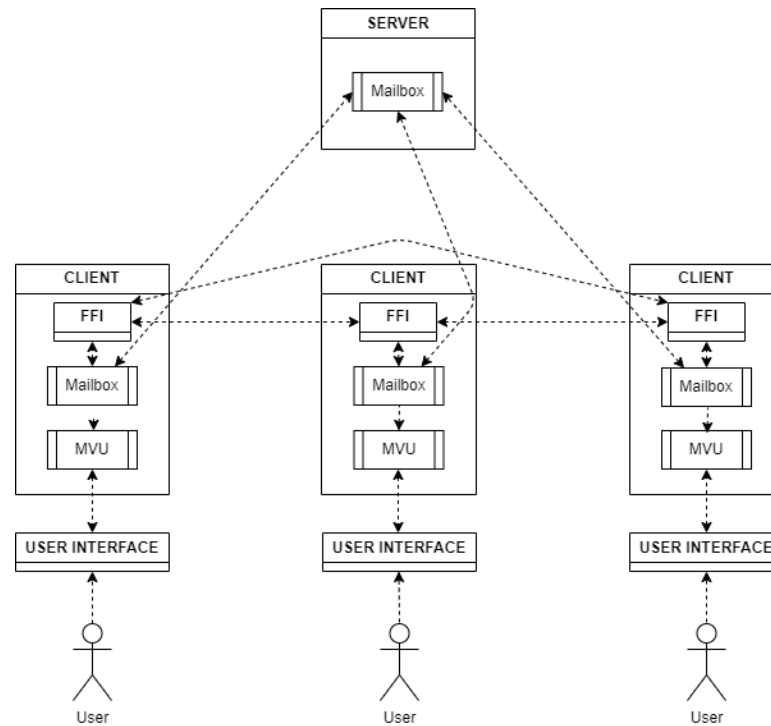 SERVER
Mailbox
CLIENT
CLIENT
CLIENT
FFI
FFI
FFI
Mailbox
Mailbox
Mailbox
MVU
MVU
MVU
USER INTERFACE
USER INTERFACE
USER INTERFACE
User
User
User